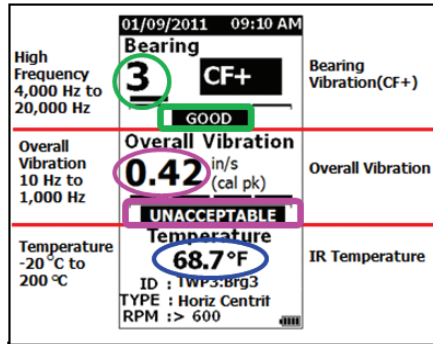 01/09/2011 09:10 AM
High
Frequency
4,000 Hz to
20,000 Hz
Bearing
3 CF+
GOOD
Bearing
Vibration(CF+)
Overall
Vibration
10 Hz to
1,000 Hz
Overall Vibration
0.42 in/s
(cal pk)
UNACCEPTABLE
Overall Vibration
Temperature
-20 °C to
200 °C
Temperature
68.7°F
ID : TWP3:Brg3
TYPE : Horiz Centrif
RPM :> 600
IR Temperature